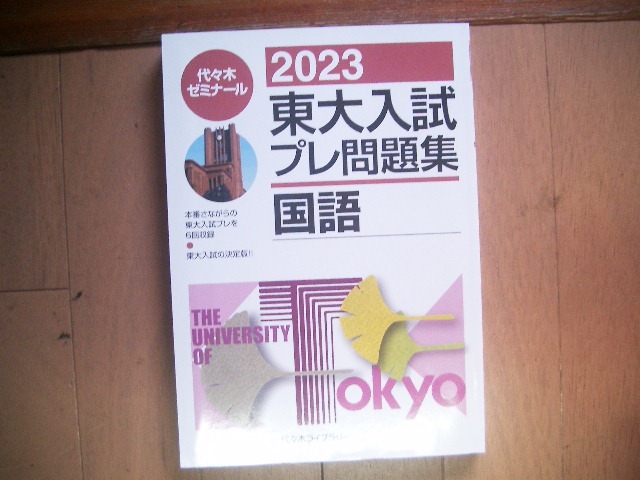 代々木
ゼミナール
2023
東大入試
プレ問題集
国語
本番さながらの
東大入試プレを
6回収録
東大入試の決定版!!
THE
UNIVERSITY
OF
Tokyo
代々木ライブラリー